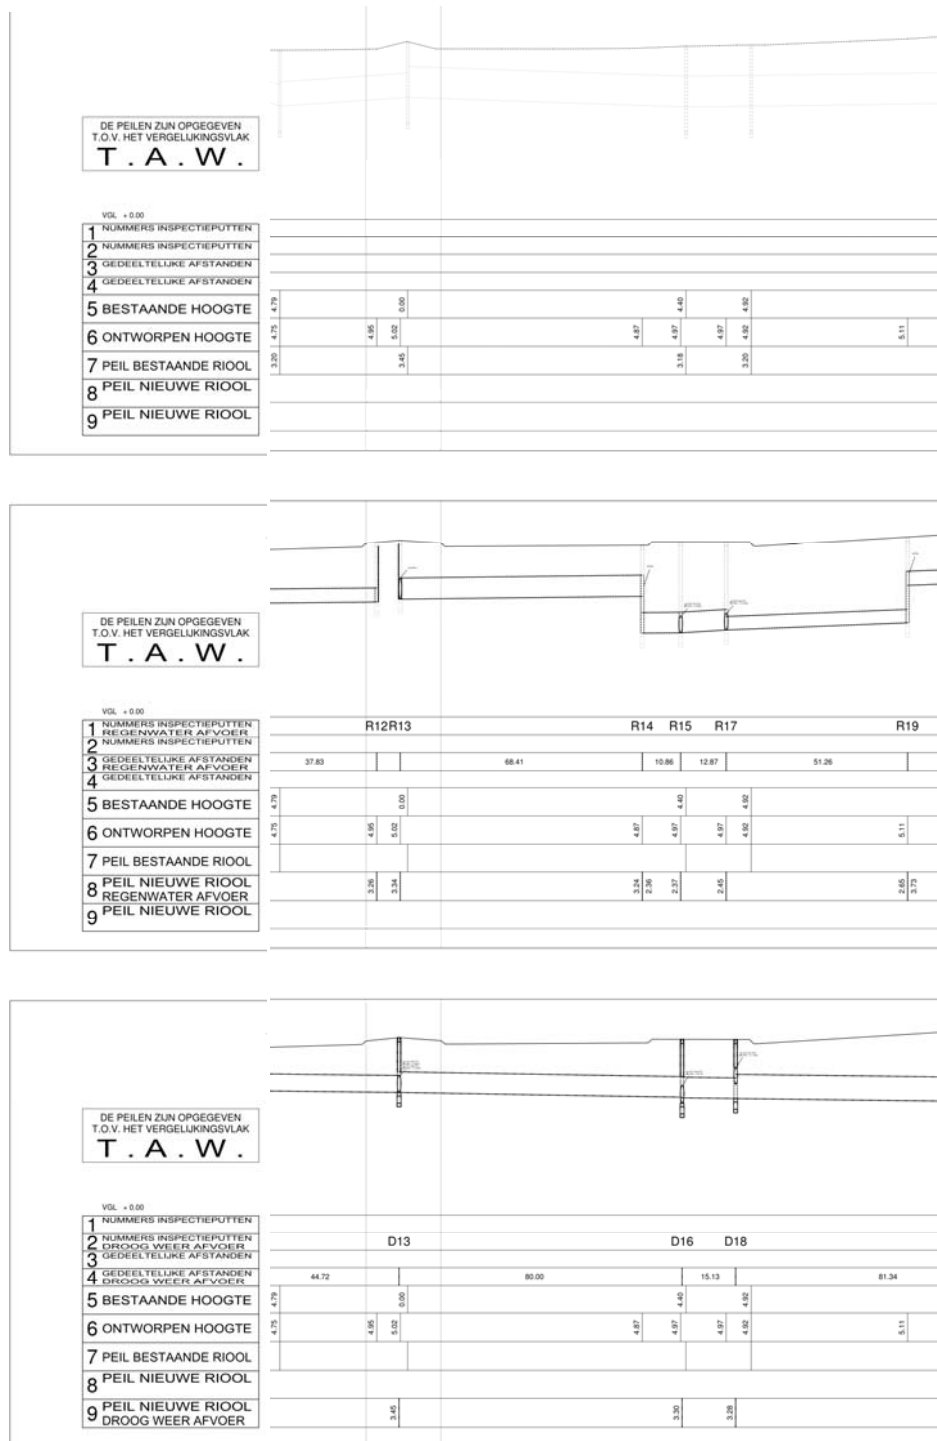 DE PEILEN ZIJN OPGEGEVEN
T.O.V. HET VERGELIJKINGSVLAK
T . A . W .
VGL + 0.00
1 NUMMERS INSPECTIEPUTTEN
2 NUMMERS INSPECTIEPUTTEN
3 GEDEELTELIJKE AFSTANDEN
4 GEDEELTELIJKE AFSTANDEN
5 BESTAANDE HOOGTE 4.79 0.00 4.40 4.92
6 ONTWORPEN HOOGTE 4.75 4.95 5.02 4.87 4.97 4.97 4.92 5.11
7 PEIL BESTAANDE RIOOL 3.20 3.45 3.18 3.20
8 PEIL NIEUWE RIOOL
9 PEIL NIEUWE RIOOL
DE PEILEN ZIJN OPGEGEVEN
T.O.V. HET VERGELIJKINGSVLAK
T . A . W .
VGL + 0.00
1 NUMMERS INSPECTIEPUTTEN
REGENWATER AFVOER R12 R13 R14 R15 R17 R19
2 NUMMERS INSPECTIEPUTTEN
3 GEDEELTELIJKE AFSTANDEN
REGENWATER AFVOER 37.83 68.41 10.86 12.87 51.26
4 GEDEELTELIJKE AFSTANDEN
5 BESTAANDE HOOGTE 4.79 0.00 4.40 4.92
6 ONTWORPEN HOOGTE 4.75 4.95 5.02 4.87 4.97 4.97 4.92 5.11
7 PEIL BESTAANDE RIOOL
8 PEIL NIEUWE RIOOL
REGENWATER AFVOER 3.26 3.34 3.24 2.36 2.37 2.45 2.65 3.73
9 PEIL NIEUWE RIOOL
DE PEILEN ZIJN OPGEGEVEN
T.O.V. HET VERGELIJKINGSVLAK
T . A . W .
VGL + 0.00
1 NUMMERS INSPECTIEPUTTEN
2 NUMMERS INSPECTIEPUTTEN
DROOG WEER AFVOER D13 D16 D18
3 GEDEELTELIJKE AFSTANDEN
4 GEDEELTELIJKE AFSTANDEN
DROOG WEER AFVOER 44.72 80.00 15.13 81.34
5 BESTAANDE HOOGTE 4.79 0.00 4.40 4.92
6 ONTWORPEN HOOGTE 4.75 4.95 5.02 4.87 4.97 4.97 4.92 5.11
7 PEIL BESTAANDE RIOOL
8 PEIL NIEUWE RIOOL
9 PEIL NIEUWE RIOOL
DROOG WEER AFVOER 3.45 3.30 3.28